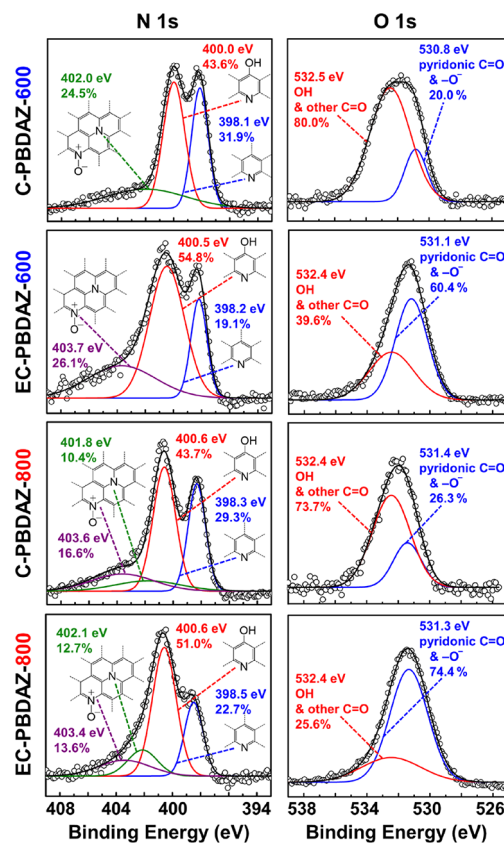 N 1s
O 1s
C-PBDAZ-600
402.0 eV
24.5%
400.0 eV
43.6%
398.1 eV
31.9%
OH
N
N
N
N
O
532.5 eV
OH
& other C=O
80.0%
530.8 eV
pyridonic C=O
& –O⁻
20.0%
EC-PBDAZ-600
403.7 eV
26.1%
400.5 eV
54.8%
398.2 eV
19.1%
OH
N
N
N
N
O
532.4 eV
OH
& other C=O
39.6%
531.1 eV
pyridonic C=O
& –O⁻
60.4%
C-PBDAZ-800
401.8 eV
10.4%
403.6 eV
16.6%
400.6 eV
43.7%
398.3 eV
29.3%
OH
N
N
N
N
O
532.4 eV
OH
& other C=O
73.7%
531.4 eV
pyridonic C=O
& –O⁻
26.3%
EC-PBDAZ-800
402.1 eV
12.7%
403.4 eV
13.6%
400.6 eV
51.0%
398.5 eV
22.7%
OH
N
N
N
N
O
532.4 eV
OH
& other C=O
25.6%
531.3 eV
pyridonic C=O
& –O⁻
74.4%
408 404 400 396
538 534 530 526
Binding Energy (eV)
Binding Energy (eV)